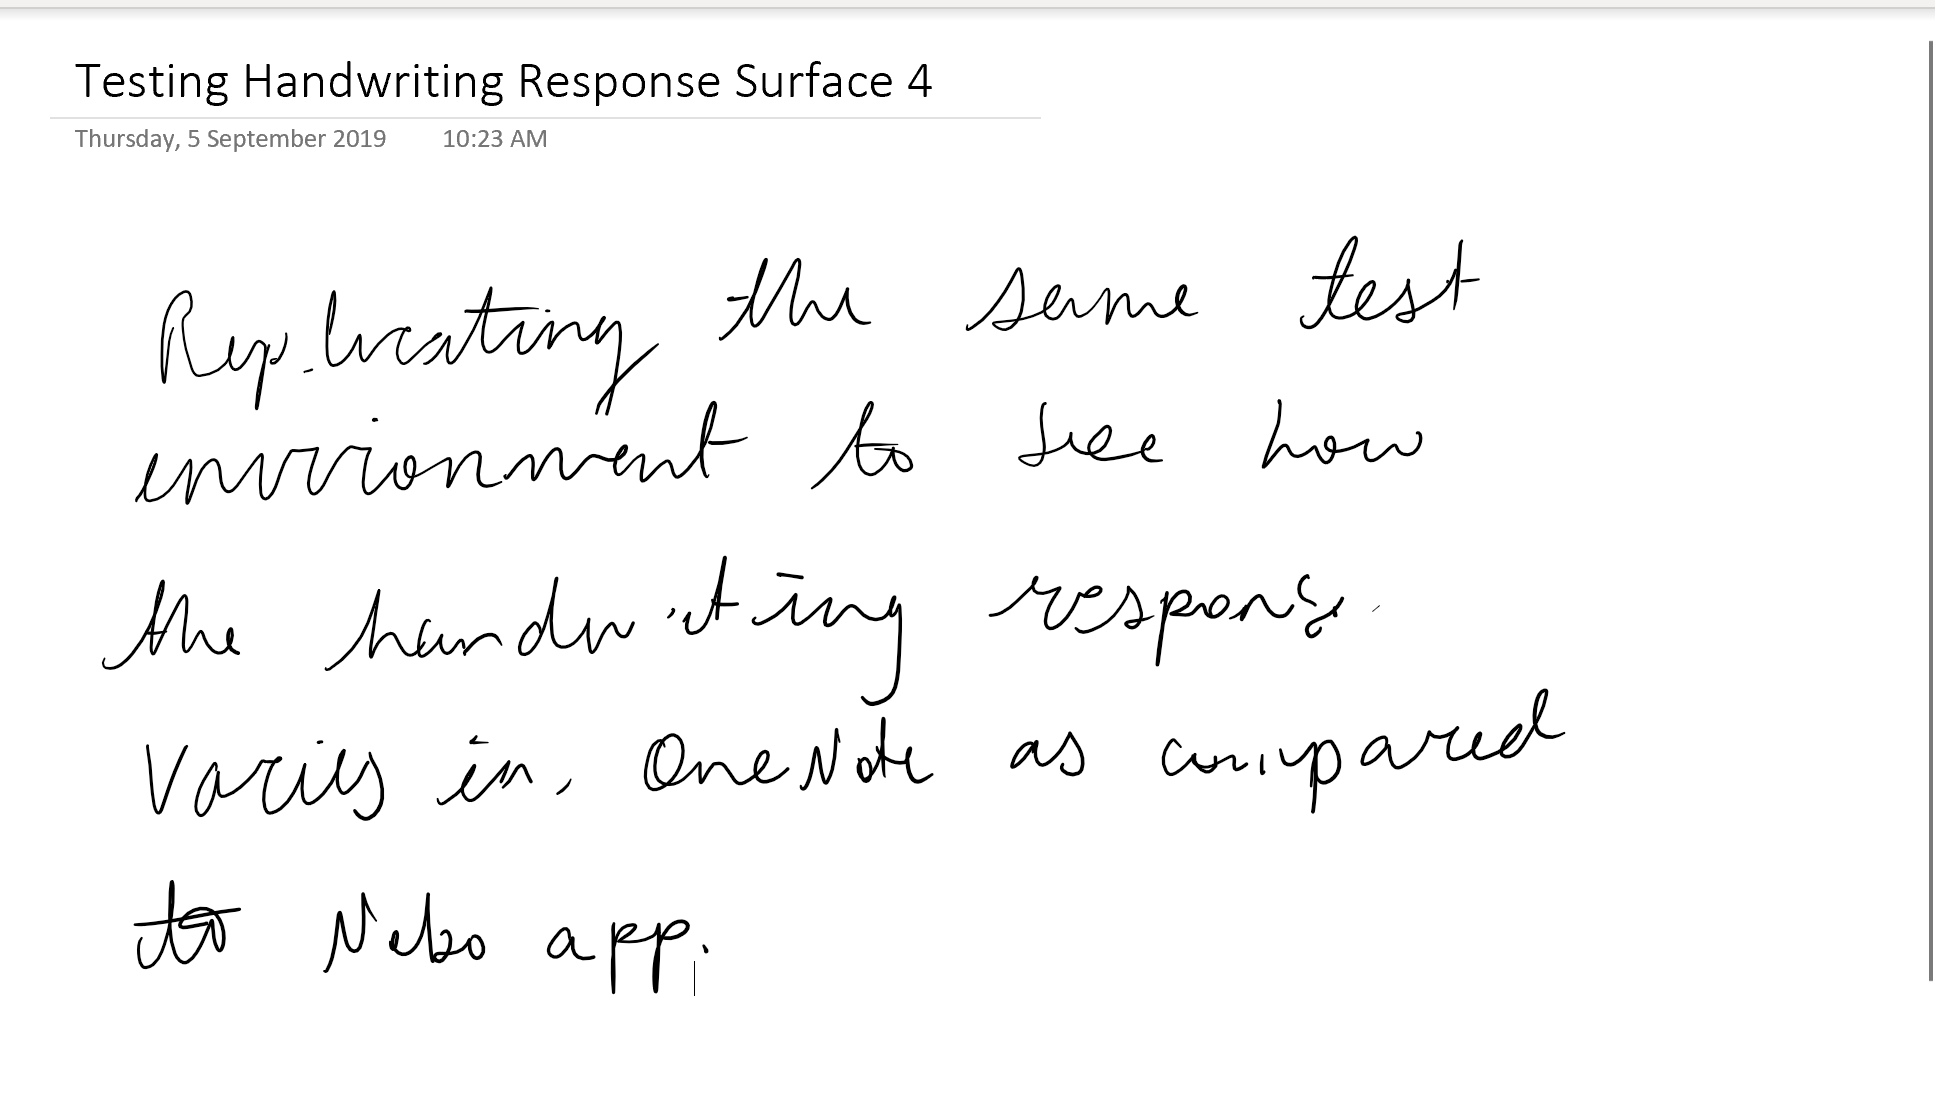 Testing Handwriting Response Surface 4
Thursday, 5 September 2019 10:23 AM
Replicating the same test
environment to see how
the handwriting response
varies in OneNote as compared
to Nebo app.